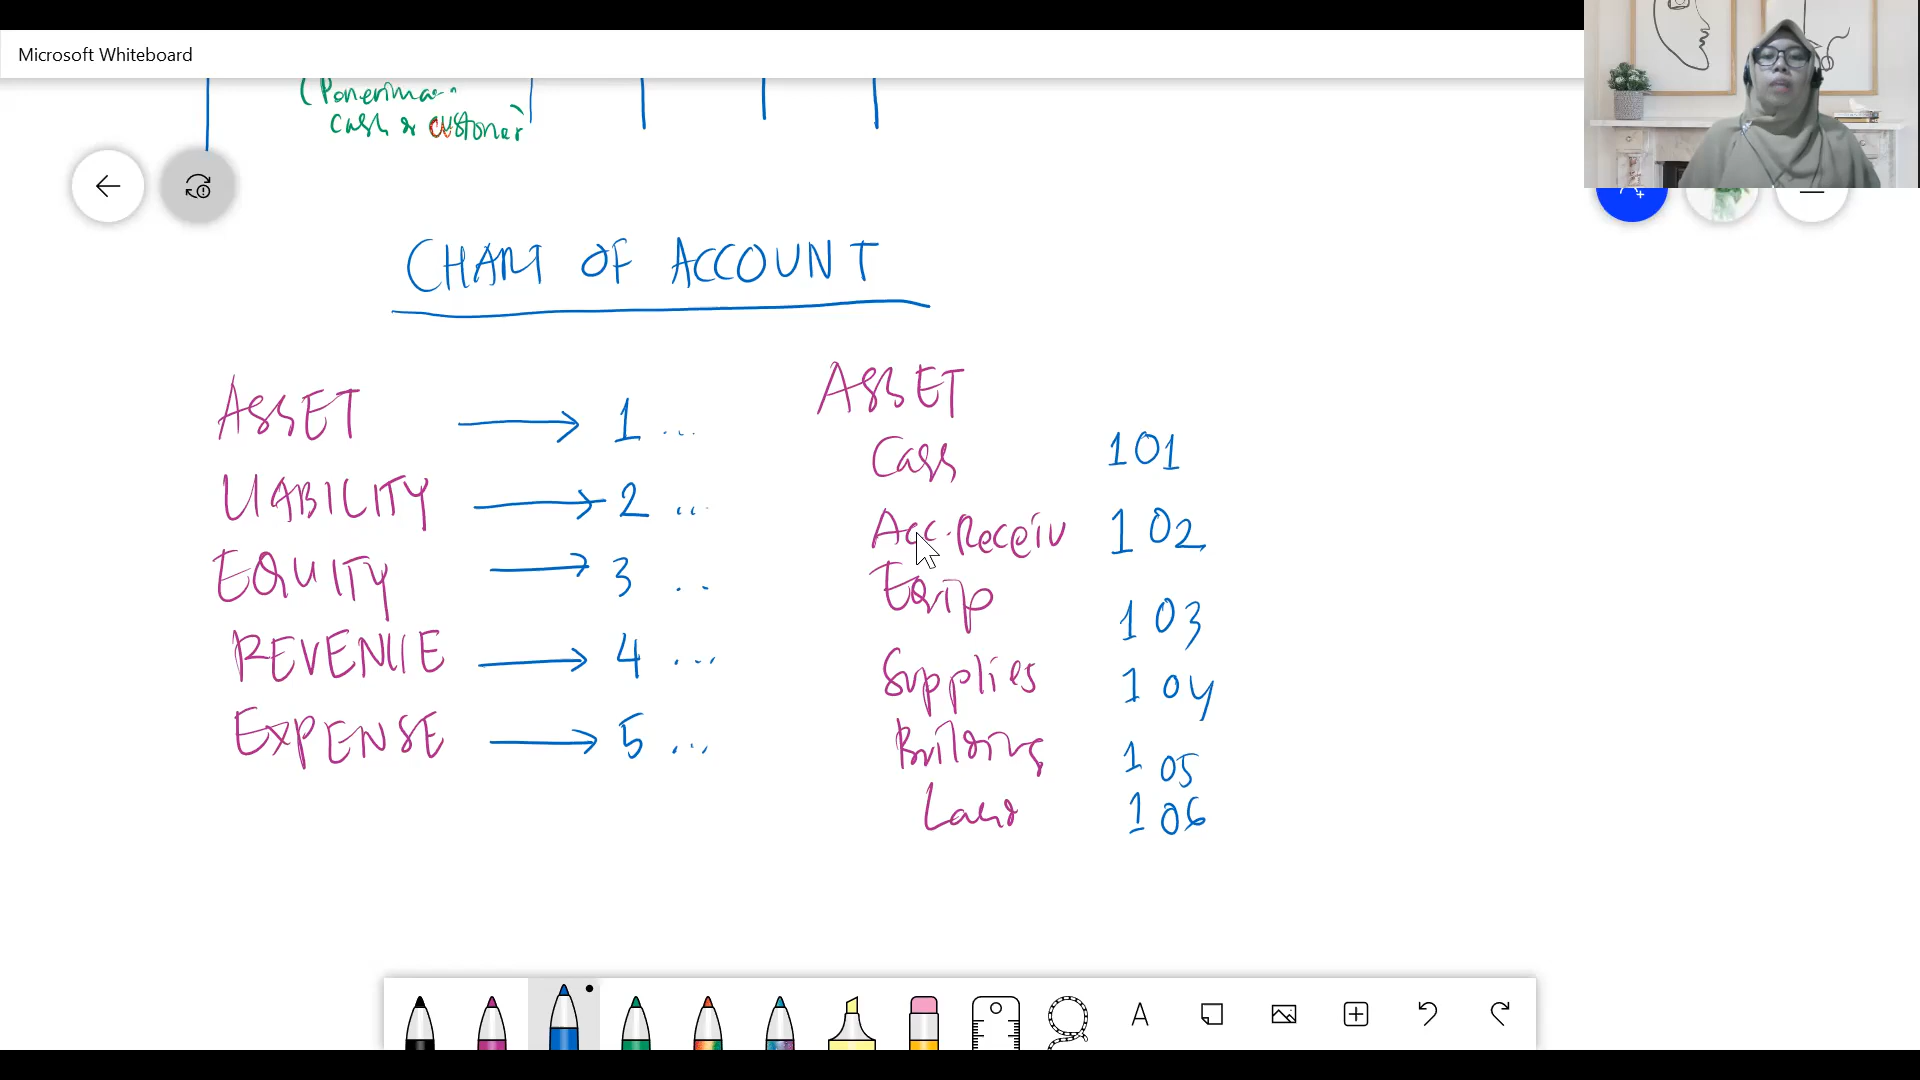 Microsoft Whiteboard
(Penerima
Cash & Customer)
CHART OF ACCOUNT
ASSET → 1 ...
LIABILITY → 2 ...
EQUITY → 3 ..
REVENUE → 4 ...
EXPENSE → 5 ...
ASSET
Cash 101
Acc. Receiv 102
Equip 103
Supplies 104
Building 105
Land 106
A